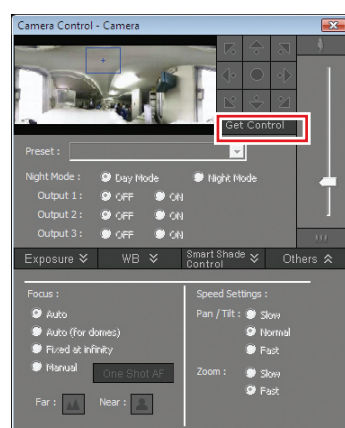 Camera Control - Camera
Get Control
Preset :
Night Mode : Day Mode Night Mode
Output 1 : OFF ON
Output 2 : OFF ON
Output 3 : OFF ON
Exposure WB Smart Shade Control Others
Focus : Speed Settings :
Auto Pan / Tilt : Slow
Auto (for domes) Normal
Fixed at infinity Fast
Manual One Shot AF Zoom : Slow
Fast
Far : Near :